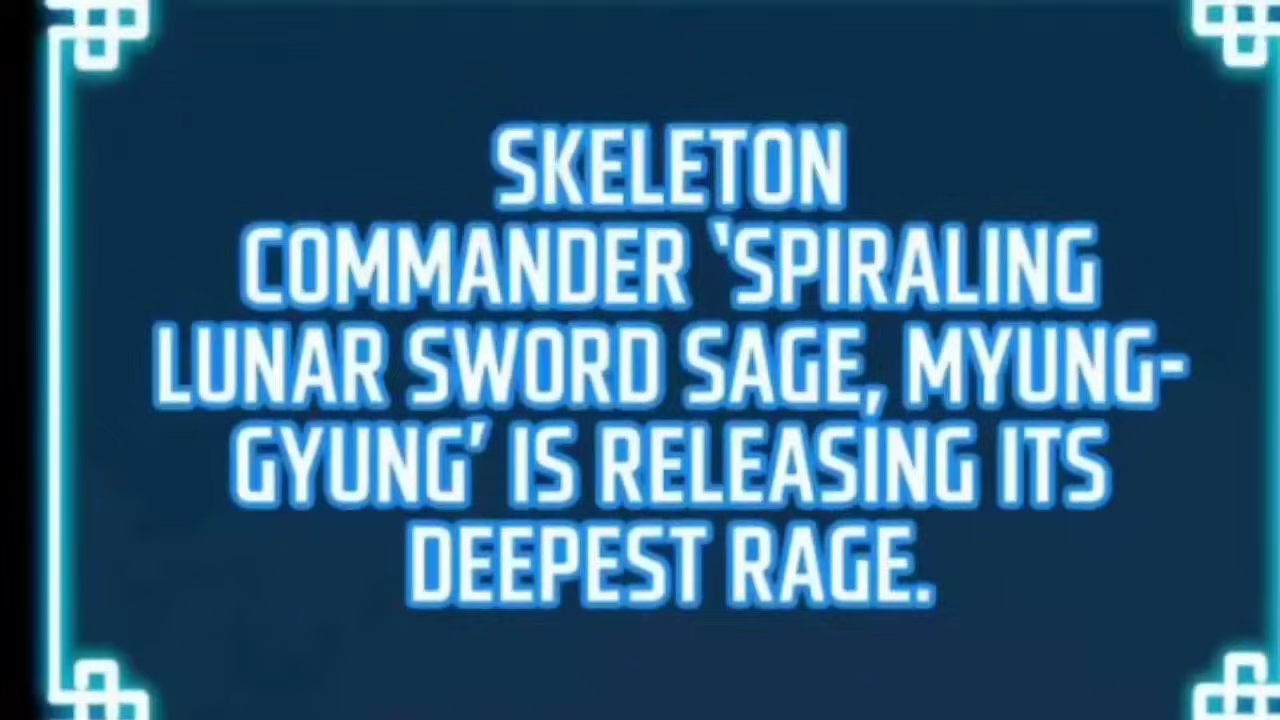 SKELETON
COMMANDER ‘SPIRALING
LUNAR SWORD SAGE, MYUNG-
GYUNG’ IS RELEASING ITS
DEEPEST RAGE.